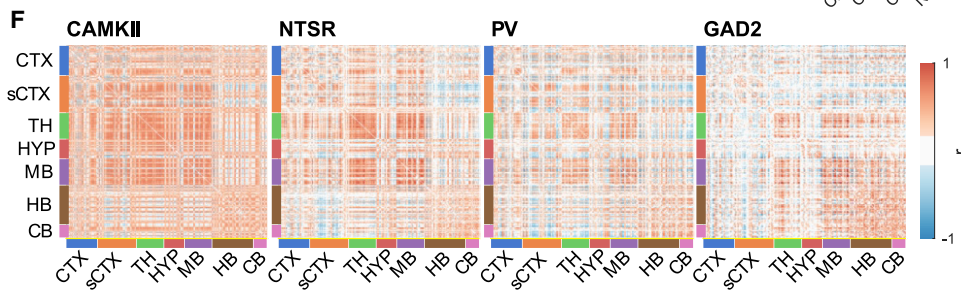 F
CAMKII
NTSR
PV
GAD2
CTX
sCTX
TH
HYP
MB
HB
CB
CTX sCTX TH HYP MB HB CB
CTX sCTX TH HYP MB HB CB
CTX sCTX TH HYP MB HB CB
CTX sCTX TH HYP MB HB CB
1
r
-1